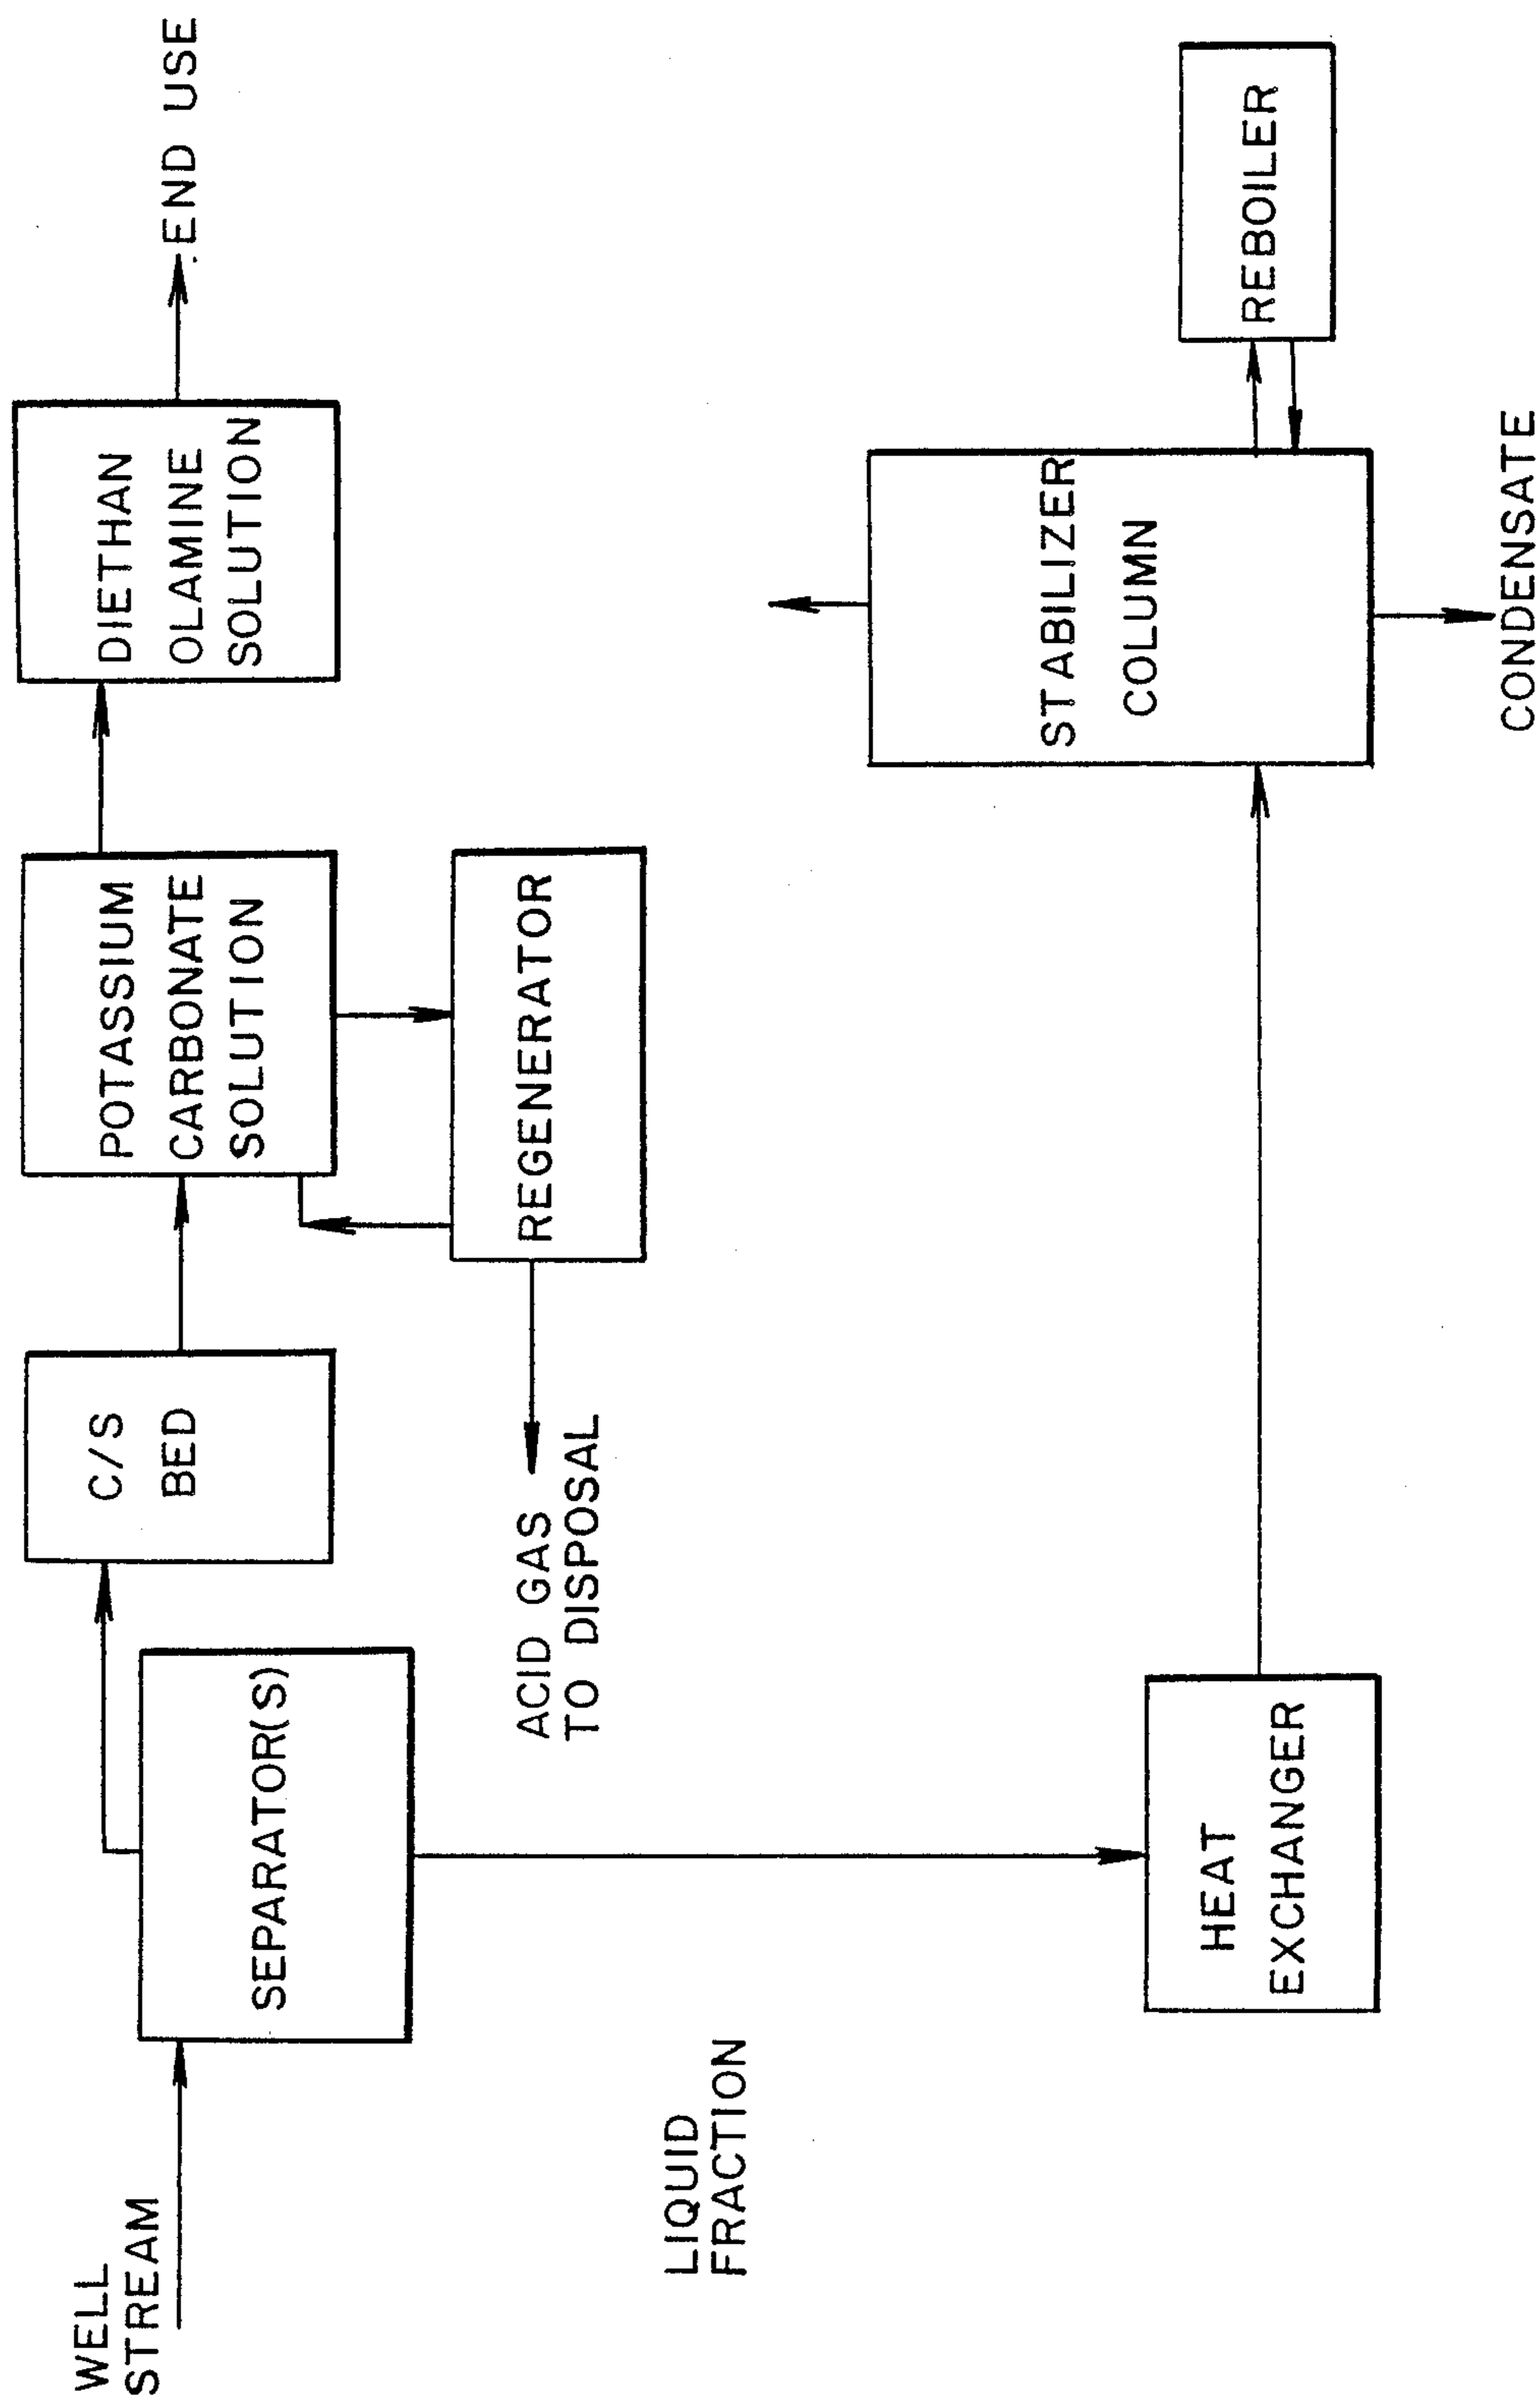 WELL
STREAM
SEPARATOR(S)
C/S
BED
POTASSIUM
CARBONATE
SOLUTION
DIETHAN
OLAMINE
SOLUTION
END USE
REGENERATOR
ACID GAS
TO DISPOSAL
LIQUID
FRACTION
HEAT
EXCHANGER
STABILIZER
COLUMN
REBOILER
CONDENSATE